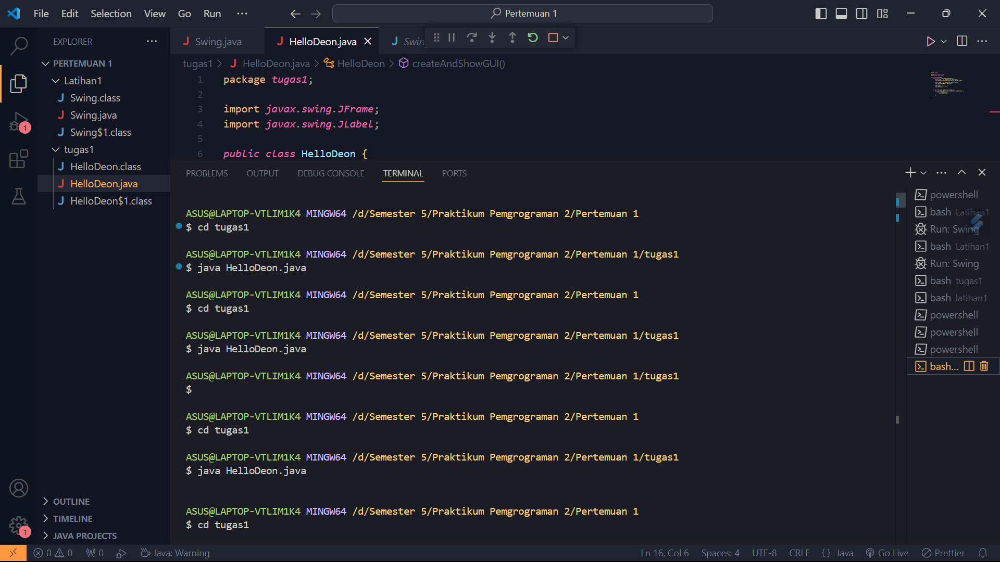 File Edit Selection View Go Run ··· Pertemuan 1
EXPLORER ···
Swing.java HelloDeon.java
PERTEMUAN 1
Latihan1
Swing.class
Swing.java
Swing$1.class
tugas1
HelloDeon.class
HelloDeon.java
HelloDeon$1.class
OUTLINE
TIMELINE
JAVA PROJECTS
1
1
tugas1 > HelloDeon.java > HelloDeon > createAndShowGUI()
1 package tugas1;
2
3 import javax.swing.JFrame;
4 import javax.swing.JLabel;
5
6 public class HelloDeon {
PROBLEMS OUTPUT DEBUG CONSOLE TERMINAL PORTS
ASUS@LAPTOP-VTLIM1K4 MINGW64 /d/Semester 5/Praktikum Pemgrograman 2/Pertemuan 1
$ cd tugas1
ASUS@LAPTOP-VTLIM1K4 MINGW64 /d/Semester 5/Praktikum Pemgrograman 2/Pertemuan 1/tugas1
$ java HelloDeon.java
ASUS@LAPTOP-VTLIM1K4 MINGW64 /d/Semester 5/Praktikum Pemgrograman 2/Pertemuan 1
$ cd tugas1
ASUS@LAPTOP-VTLIM1K4 MINGW64 /d/Semester 5/Praktikum Pemgrograman 2/Pertemuan 1/tugas1
$ java HelloDeon.java
ASUS@LAPTOP-VTLIM1K4 MINGW64 /d/Semester 5/Praktikum Pemgrograman 2/Pertemuan 1/tugas1
$
ASUS@LAPTOP-VTLIM1K4 MINGW64 /d/Semester 5/Praktikum Pemgrograman 2/Pertemuan 1
$ cd tugas1
ASUS@LAPTOP-VTLIM1K4 MINGW64 /d/Semester 5/Praktikum Pemgrograman 2/Pertemuan 1/tugas1
$ java HelloDeon.java
ASUS@LAPTOP-VTLIM1K4 MINGW64 /d/Semester 5/Praktikum Pemgrograman 2/Pertemuan 1
$ cd tugas1
powershell
bash Latihan1
Run: Swing
bash Latihan1
Run: Swing
bash tugas1
bash latihan1
powershell
powershell
powershell
bash...
0 0 0 Java: Warning Ln 16, Col 6 Spaces: 4 UTF-8 CRLF {} Java Go Live Prettier